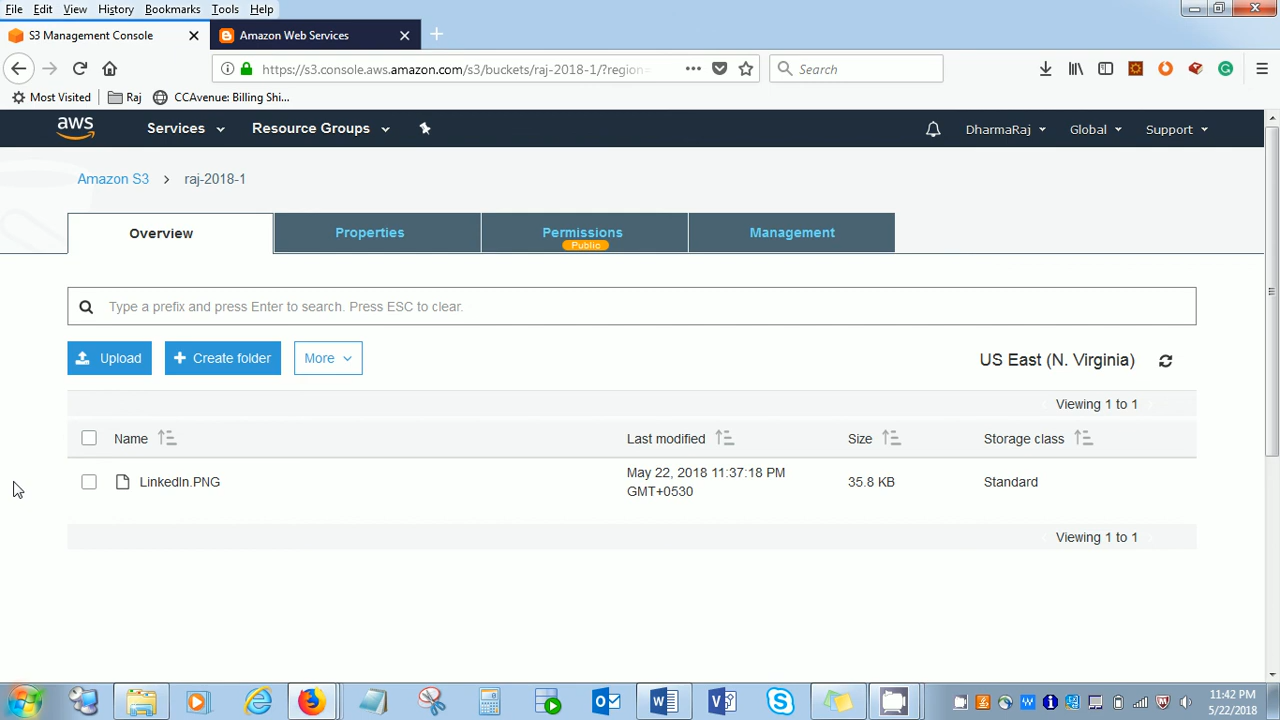 File Edit View History Bookmarks Tools Help
S3 Management Console Amazon Web Services
https://s3.console.aws.amazon.com/s3/buckets/raj-2018-1/?region= Search
Most Visited Raj CCAvenue: Billing Shi...
aws Services Resource Groups DharmaRaj Global Support
Amazon S3 > raj-2018-1
Overview Properties Permissions Management
Public
Type a prefix and press Enter to search. Press ESC to clear.
Upload + Create folder More US East (N. Virginia)
Viewing 1 to 1
Name Last modified Size Storage class
LinkedIn.PNG May 22, 2018 11:37:18 PM 35.8 KB Standard
GMT+0530
Viewing 1 to 1
11:42 PM
5/22/2018